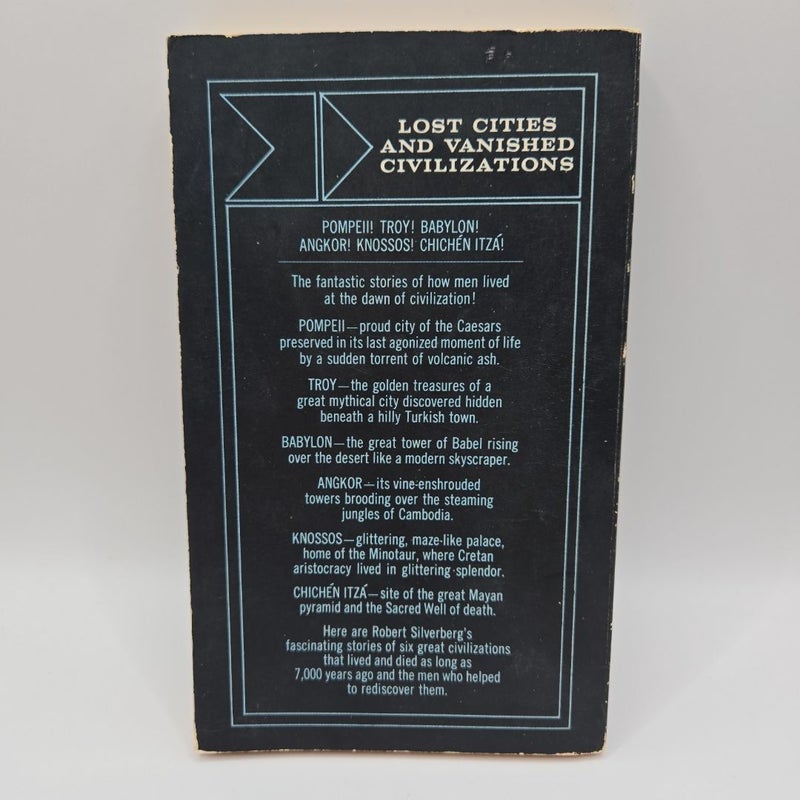 LOST CITIES
AND VANISHED
CIVILIZATIONS
POMPEII! TROY! BABYLON!
ANGKOR! KNOSSOS! CHICHÉN ITZÁ!
The fantastic stories of how men lived
at the dawn of civilization!
POMPEII—proud city of the Caesars
preserved in its last agonized moment of life
by a sudden torrent of volcanic ash.
TROY—the golden treasures of a
great mythical city discovered hidden
beneath a hilly Turkish town.
BABYLON—the great tower of Babel rising
over the desert like a modern skyscraper.
ANGKOR—its vine-enshrouded
towers brooding over the steaming
jungles of Cambodia.
KNOSSOS—glittering, maze-like palace,
home of the Minotaur, where Cretan
aristocracy lived in glittering splendor.
CHICHÉN ITZÁ—site of the great Mayan
pyramid and the Sacred Well of death.
Here are Robert Silverberg's
fascinating stories of six great civilizations
that lived and died as long as
7,000 years ago and the men who helped
to rediscover them.